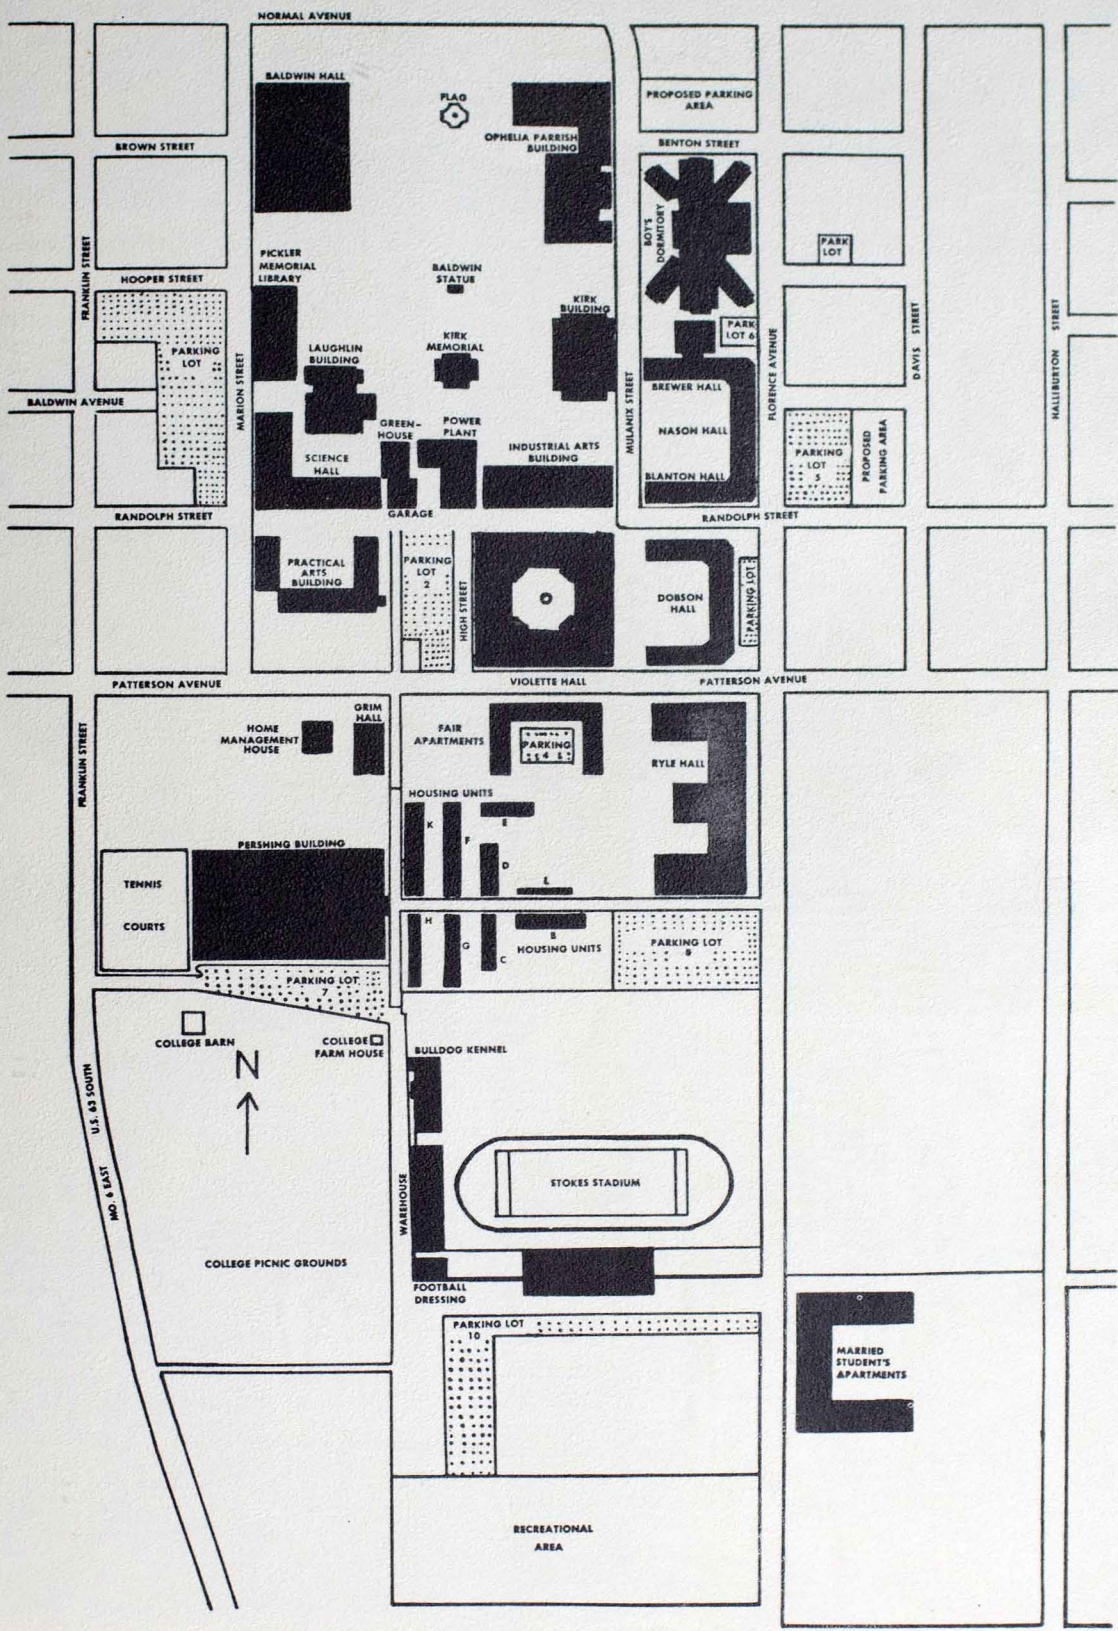 NORMAL AVENUE
BALDWIN HALL
FLAG
PROPOSED PARKING
AREA
OPHELIA PARRISH
BUILDING
BROWN STREET
BENTON STREET
BOY'S
DORMITORY
FRANKLIN STREET
HOOPER STREET
PICKLER
MEMORIAL
LIBRARY
BALDWIN
STATUE
PARK
LOT
KIRK
BUILDING
PARK
LOT 6
PARKING
LOT
MARION STREET
LAUGHLIN
BUILDING
KIRK
MEMORIAL
MULANIX STREET
FLORENCE AVENUE
DAVIS STREET
HALLIBURTON STREET
BREWER HALL
BALDWIN AVENUE
GREEN-
HOUSE
POWER
PLANT
NASON HALL
SCIENCE
HALL
INDUSTRIAL ARTS
BUILDING
BLANTON HALL
PARKING
LOT
5
PROPOSED
PARKING AREA
RANDOLPH STREET
GARAGE
RANDOLPH STREET
PRACTICAL
ARTS
BUILDING
PARKING
LOT
2
HIGH STREET
DOBSON
HALL
PARKING LOT
PATTERSON AVENUE
VIOLETTE HALL
PATTERSON AVENUE
FRANKLIN STREET
HOME
MANAGEMENT
HOUSE
GRIM
HALL
FAIR
APARTMENTS
PARKING
4
RYLE HALL
HOUSING UNITS
K
F
E
D
L
PERSHING BUILDING
TENNIS
COURTS
H
G
C
B
HOUSING UNITS
PARKING LOT
PARKING LOT
7
COLLEGE BARN
COLLEGE
FARM HOUSE
N
BULLDOG KENNEL
U.S. 63 SOUTH
MO. 6 EAST
WAREHOUSE
STOKES STADIUM
COLLEGE PICNIC GROUNDS
FOOTBALL
DRESSING
PARKING LOT
10
MARRIED
STUDENT'S
APARTMENTS
RECREATIONAL
AREA